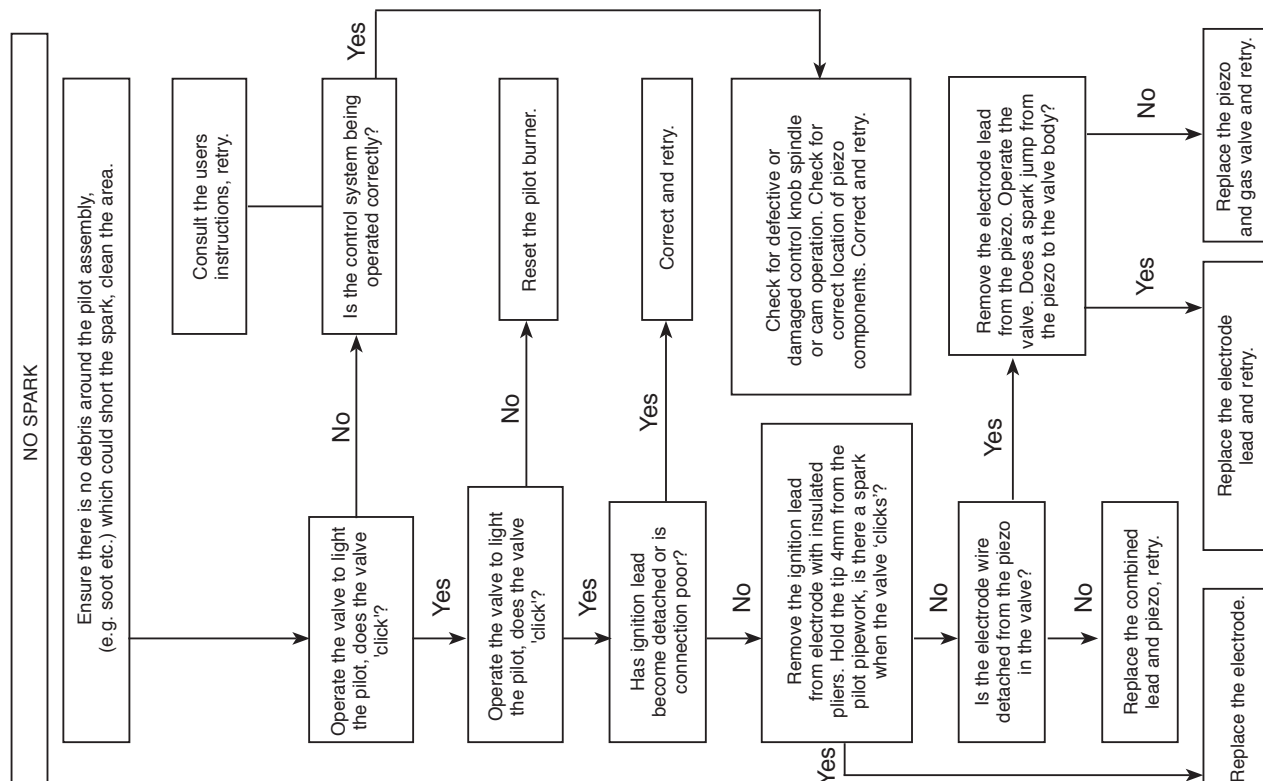 NO SPARK
Ensure there is no debris around the pilot assembly,
(e.g. soot etc.) which could short the spark, clean the area.
Consult the users
instructions, retry.
Operate the valve to light
the pilot, does the valve
'click'?
No
Is the control system being
operated correctly?
Yes
Yes
Operate the valve to light
the pilot, does the valve
'click'?
No
Reset the pilot burner.
Yes
Has ignition lead
become detached or is
connection poor?
Yes
Correct and retry.
No
Remove the ignition lead
from electrode with insulated
pliers. Hold the tip 4mm from the
pilot pipework, is there a spark
when the valve ‘clicks’?
Check for defective or
damaged control knob spindle
or cam operation. Check for
correct location of piezo
components. Correct and retry.
Yes
No
Is the electrode wire
detached from the piezo
in the valve?
Yes
Remove the electrode lead
from the piezo. Operate the
valve. Does a spark jump from
the piezo to the valve body?
No
Replace the combined
lead and piezo, retry.
Yes
No
Replace the electrode.
Replace the electrode
lead and retry.
Replace the piezo
and gas valve and retry.